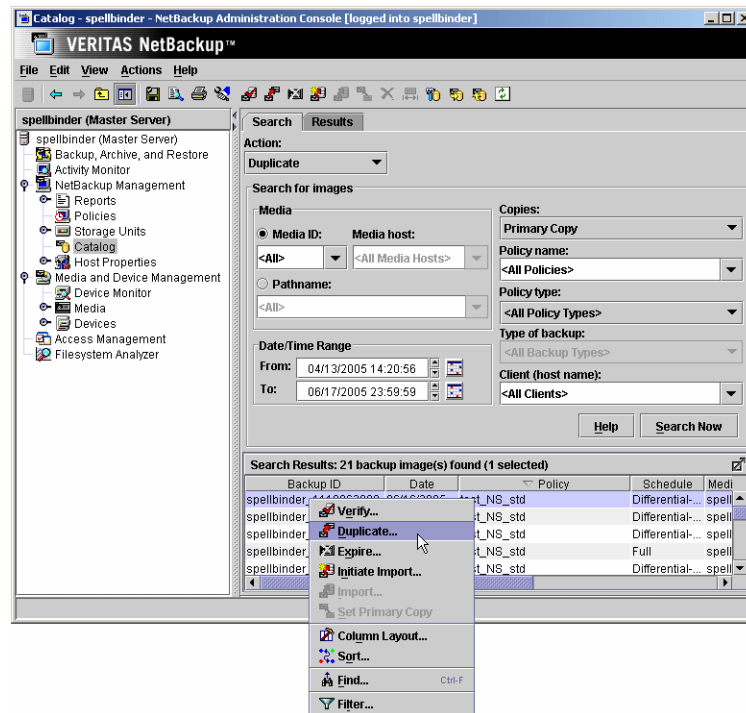 Catalog - spellbinder - NetBackup Administration Console [logged into spellbinder]
VERITAS NetBackup™
File Edit View Actions Help
spellbinder (Master Server)
spellbinder (Master Server)
Backup, Archive, and Restore
Activity Monitor
NetBackup Management
Reports
Policies
Storage Units
Catalog
Host Properties
Media and Device Management
Device Monitor
Media
Devices
Access Management
Filesystem Analyzer
Search Results
Action:
Duplicate
Search for images
Media
Media ID: Media host:
<All> <All Media Hosts>
Pathname:
<All>
Date/Time Range
From: 04/13/2005 14:20:56
To: 06/17/2005 23:59:59
Copies:
Primary Copy
Policy name:
<All Policies>
Policy type:
<All Policy Types>
Type of backup:
<All Backup Types>
Client (host name):
<All Clients>
Help Search Now
Search Results: 21 backup image(s) found (1 selected)
Backup ID Date Policy Schedule Medi
spellbinder_ t_NS_std Differential-... spell
spellbinder_ t_NS_std Differential-... spell
spellbinder_ t_NS_std Differential-... spell
spellbinder_ t_NS_std Full spell
spellbinder_ t_NS_std Differential-... spell
Verify...
Duplicate...
Expire...
Initiate Import...
Import...
Set Primary Copy
Column Layout...
Sort...
Find... Ctrl-F
Filter...